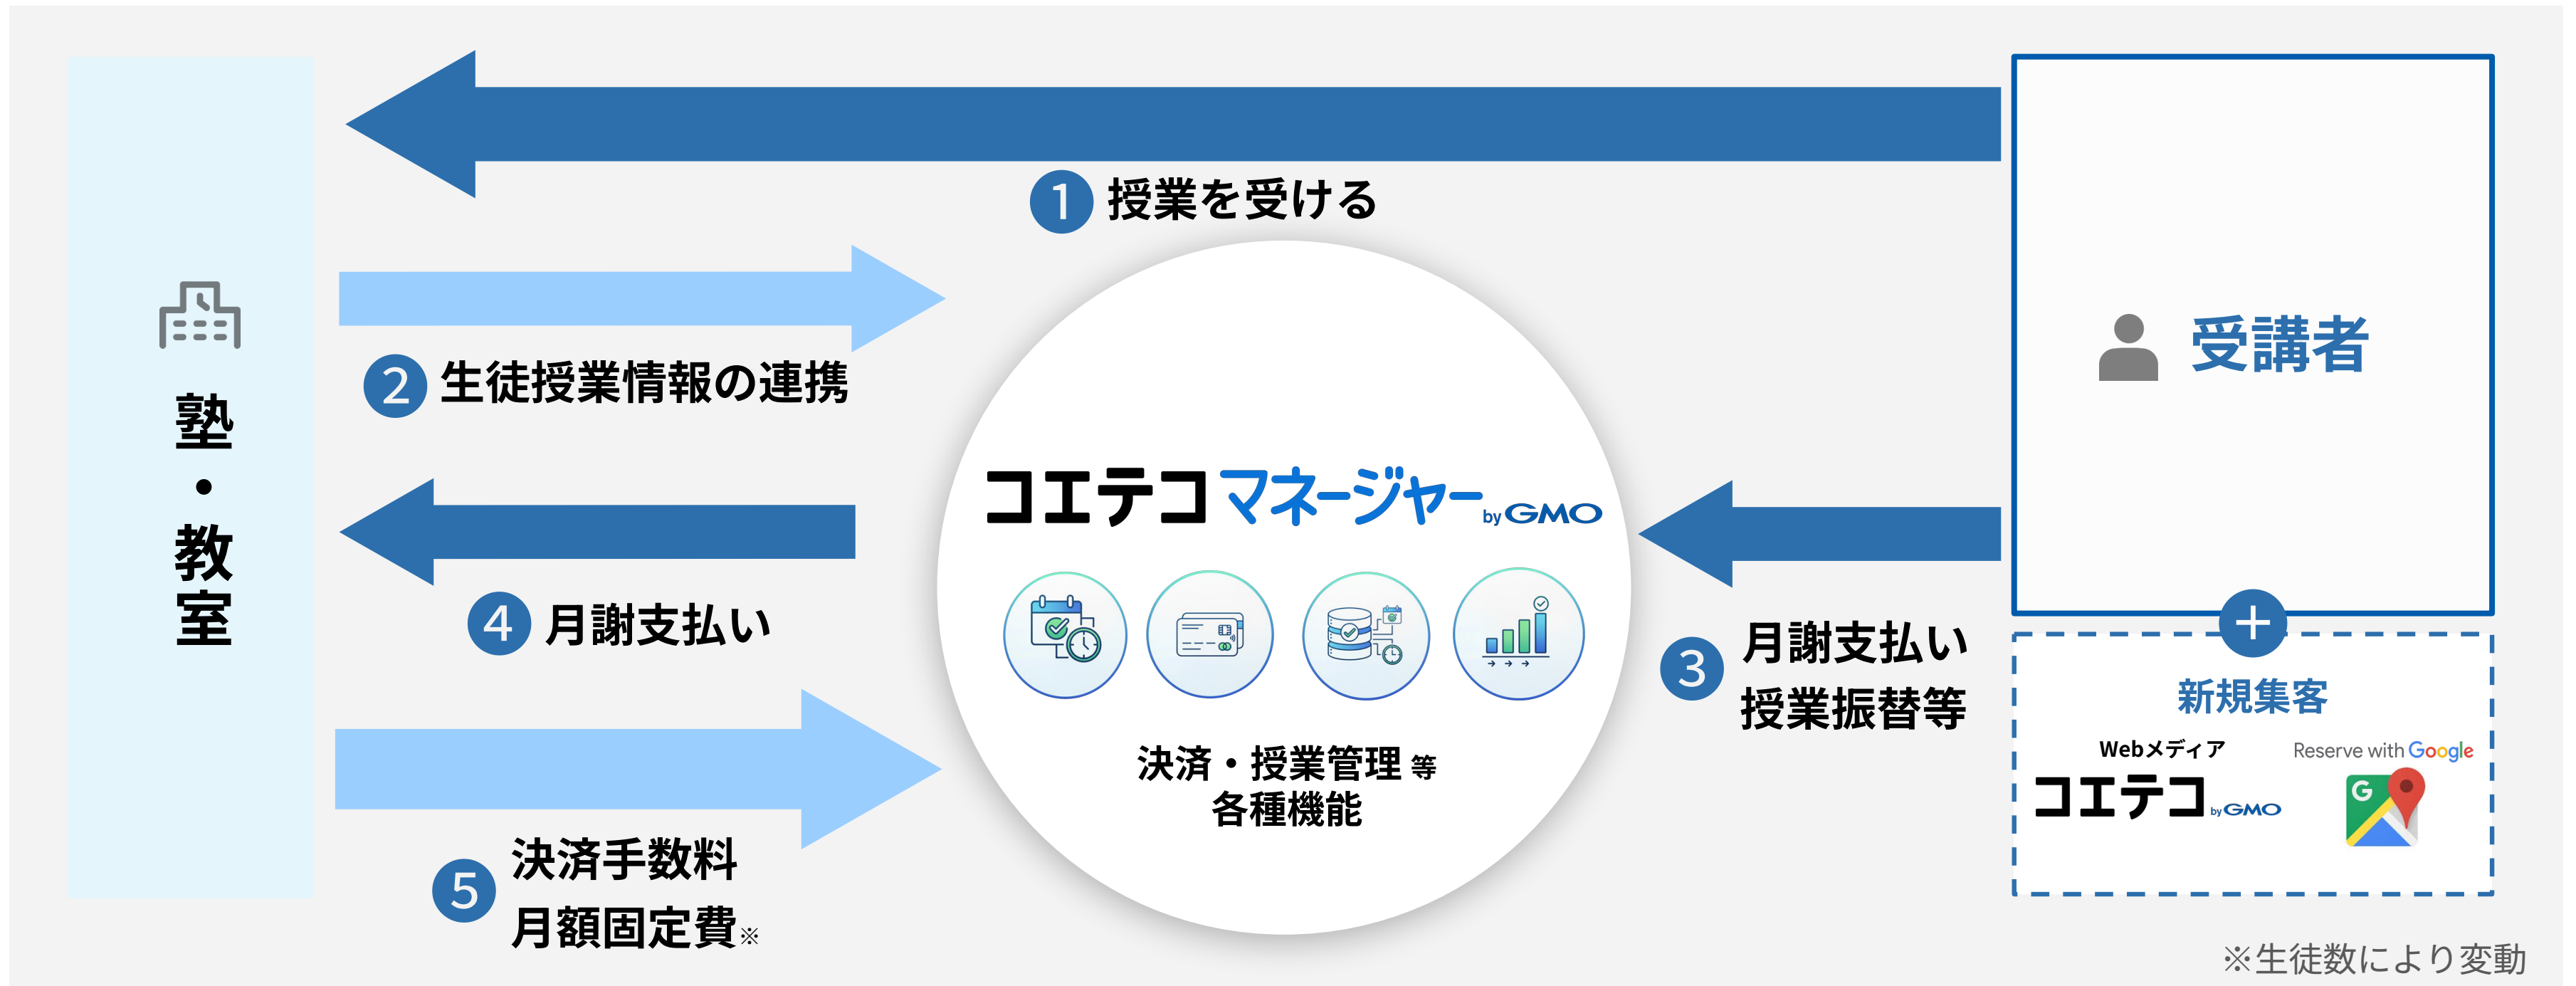 1 授業を受ける
塾・教室
2 生徒授業情報の連携
4 月謝支払い
5 決済手数料
月額固定費※
コエテコマネージャー by GMO
決済・授業管理 等
各種機能
3 月謝支払い
授業振替等
受講者
+
新規集客
Webメディア
コエテコ by GMO
Reserve with Google
G
※生徒数により変動